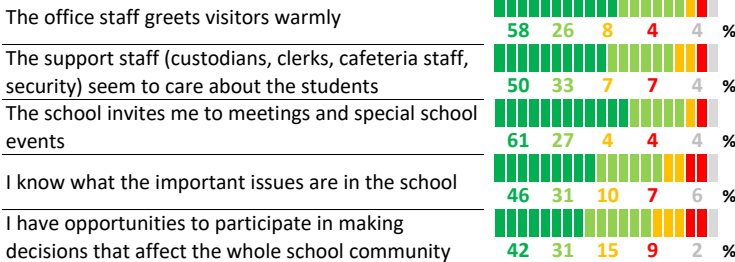 The office staff greets visitors warmly
58 26 8 4 4 %
The support staff (custodians, clerks, cafeteria staff,
security) seem to care about the students
50 33 7 7 4 %
The school invites me to meetings and special school
events
61 27 4 4 4 %
I know what the important issues are in the school
46 31 10 7 6 %
I have opportunities to participate in making
decisions that affect the whole school community
42 31 15 9 2 %